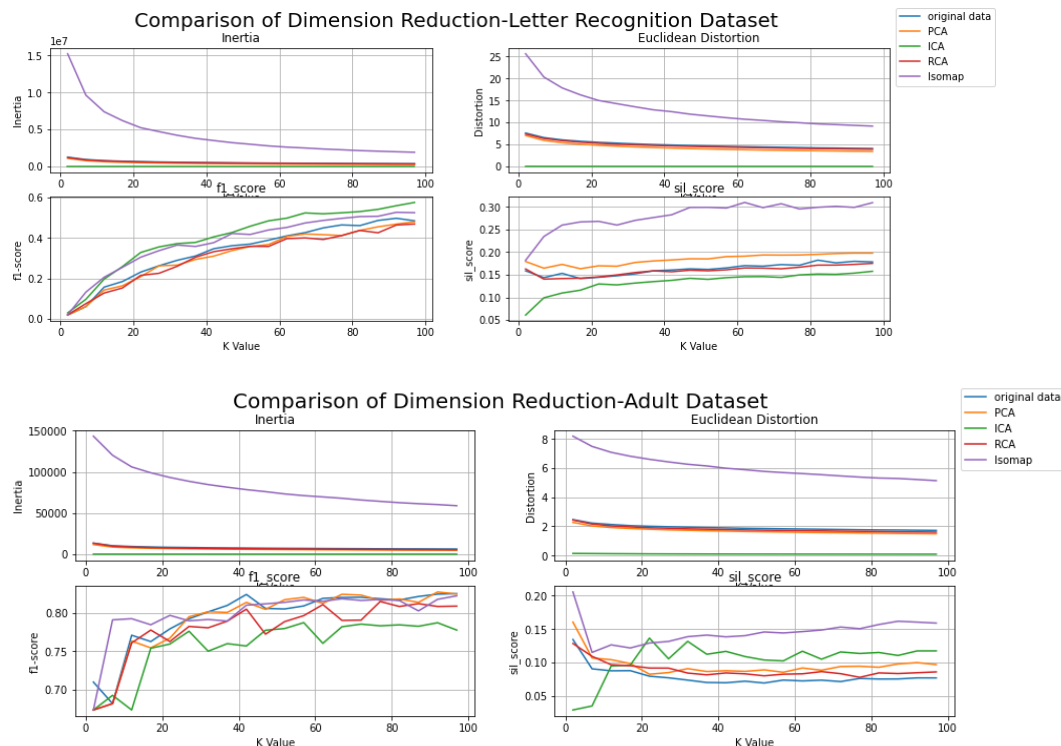 Comparison of Dimension Reduction-Letter Recognition Dataset
original data
PCA
ICA
RCA
Isomap
Inertia
1e7
1.5
1.0
0.5
0.0
Inertia
0 20 40 60 80 100
Euclidean Distortion
25
20
15
10
5
0
Distortion
0 20 40 60 80 100
f1_score
0.6
0.4
0.2
0.0
f1-score
0 20 40 60 80 100
K Value
sil_score
0.30
0.25
0.20
0.15
0.10
0.05
sil_score
0 20 40 60 80 100
K Value
Comparison of Dimension Reduction-Adult Dataset
original data
PCA
ICA
RCA
Isomap
Inertia
150000
100000
50000
0
Inertia
0 20 40 60 80 100
Euclidean Distortion
8
6
4
2
0
Distortion
0 20 40 60 80 100
f1_score
0.80
0.75
0.70
f1-score
0 20 40 60 80 100
K Value
sil_score
0.20
0.15
0.10
0.05
sil_score
0 20 40 60 80 100
K Value